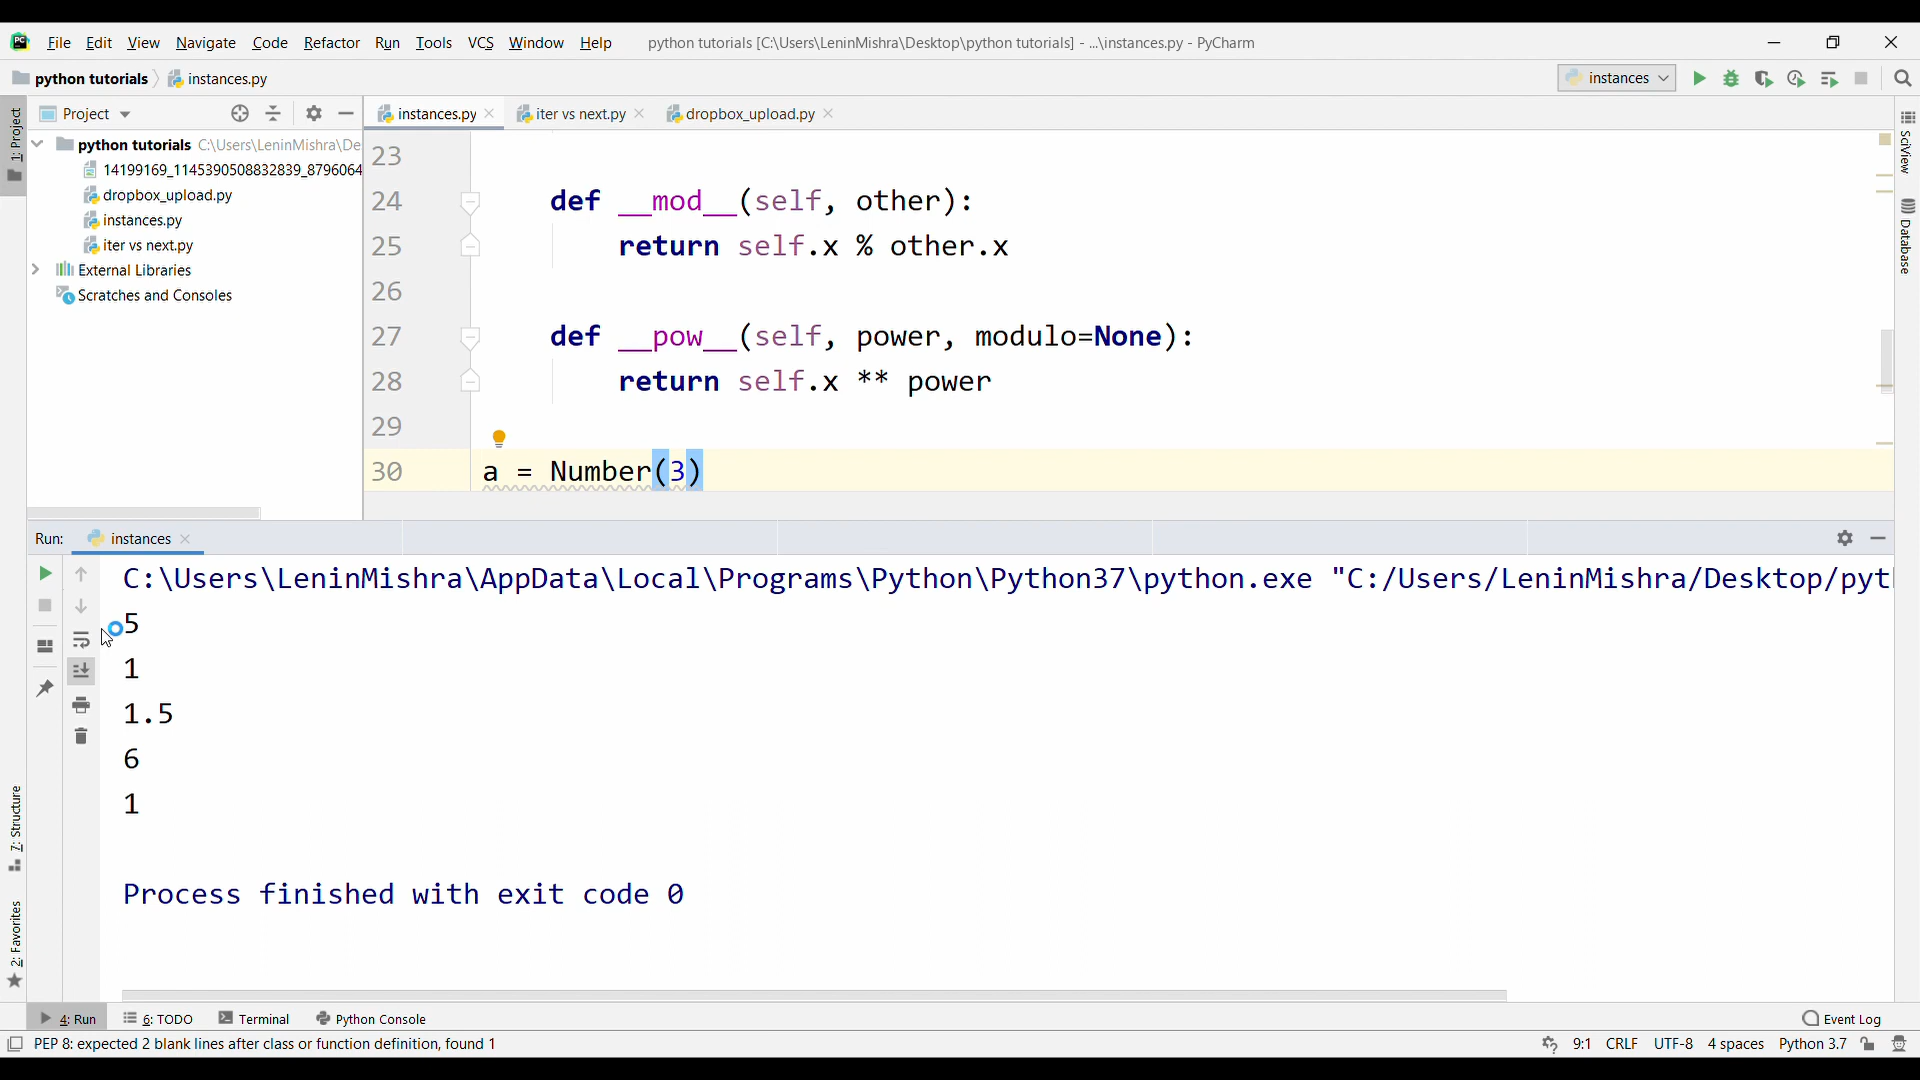 PC File Edit View Navigate Code Refactor Run Tools VCS Window Help python tutorials [C:\Users\LeninMishra\Desktop\python tutorials] - ...\instances.py - PyCharm
python tutorials instances.py instances
Project instances.py iter vs next.py dropbox_upload.py
1: Project
python tutorials C:\Users\LeninMishra\De
14199169_1145390508832839_8796064
dropbox_upload.py
instances.py
iter vs next.py
External Libraries
Scratches and Consoles
23
24 def __mod__(self, other):
25 return self.x % other.x
26
27 def __pow__(self, power, modulo=None):
28 return self.x ** power
29
30 a = Number(3)
SciView
Database
Run: instances
C:\Users\LeninMishra\AppData\Local\Programs\Python\Python37\python.exe "C:/Users/LeninMishra/Desktop/pyt
5
1
1.5
6
1
Process finished with exit code 0
7: Structure
2: Favorites
4: Run 6: TODO Terminal Python Console Event Log
PEP 8: expected 2 blank lines after class or function definition, found 1 9:1 CRLF UTF-8 4 spaces Python 3.7